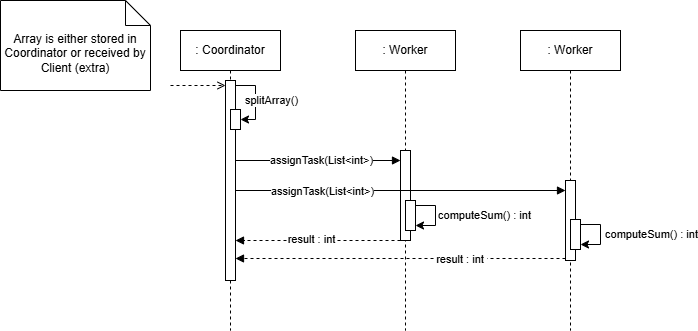 Array is either stored in
Coordinator or received by
Client (extra)
: Coordinator
: Worker
: Worker
splitArray()
assignTask(List<int>)
assignTask(List<int>)
computeSum() : int
computeSum() : int
result : int
result : int